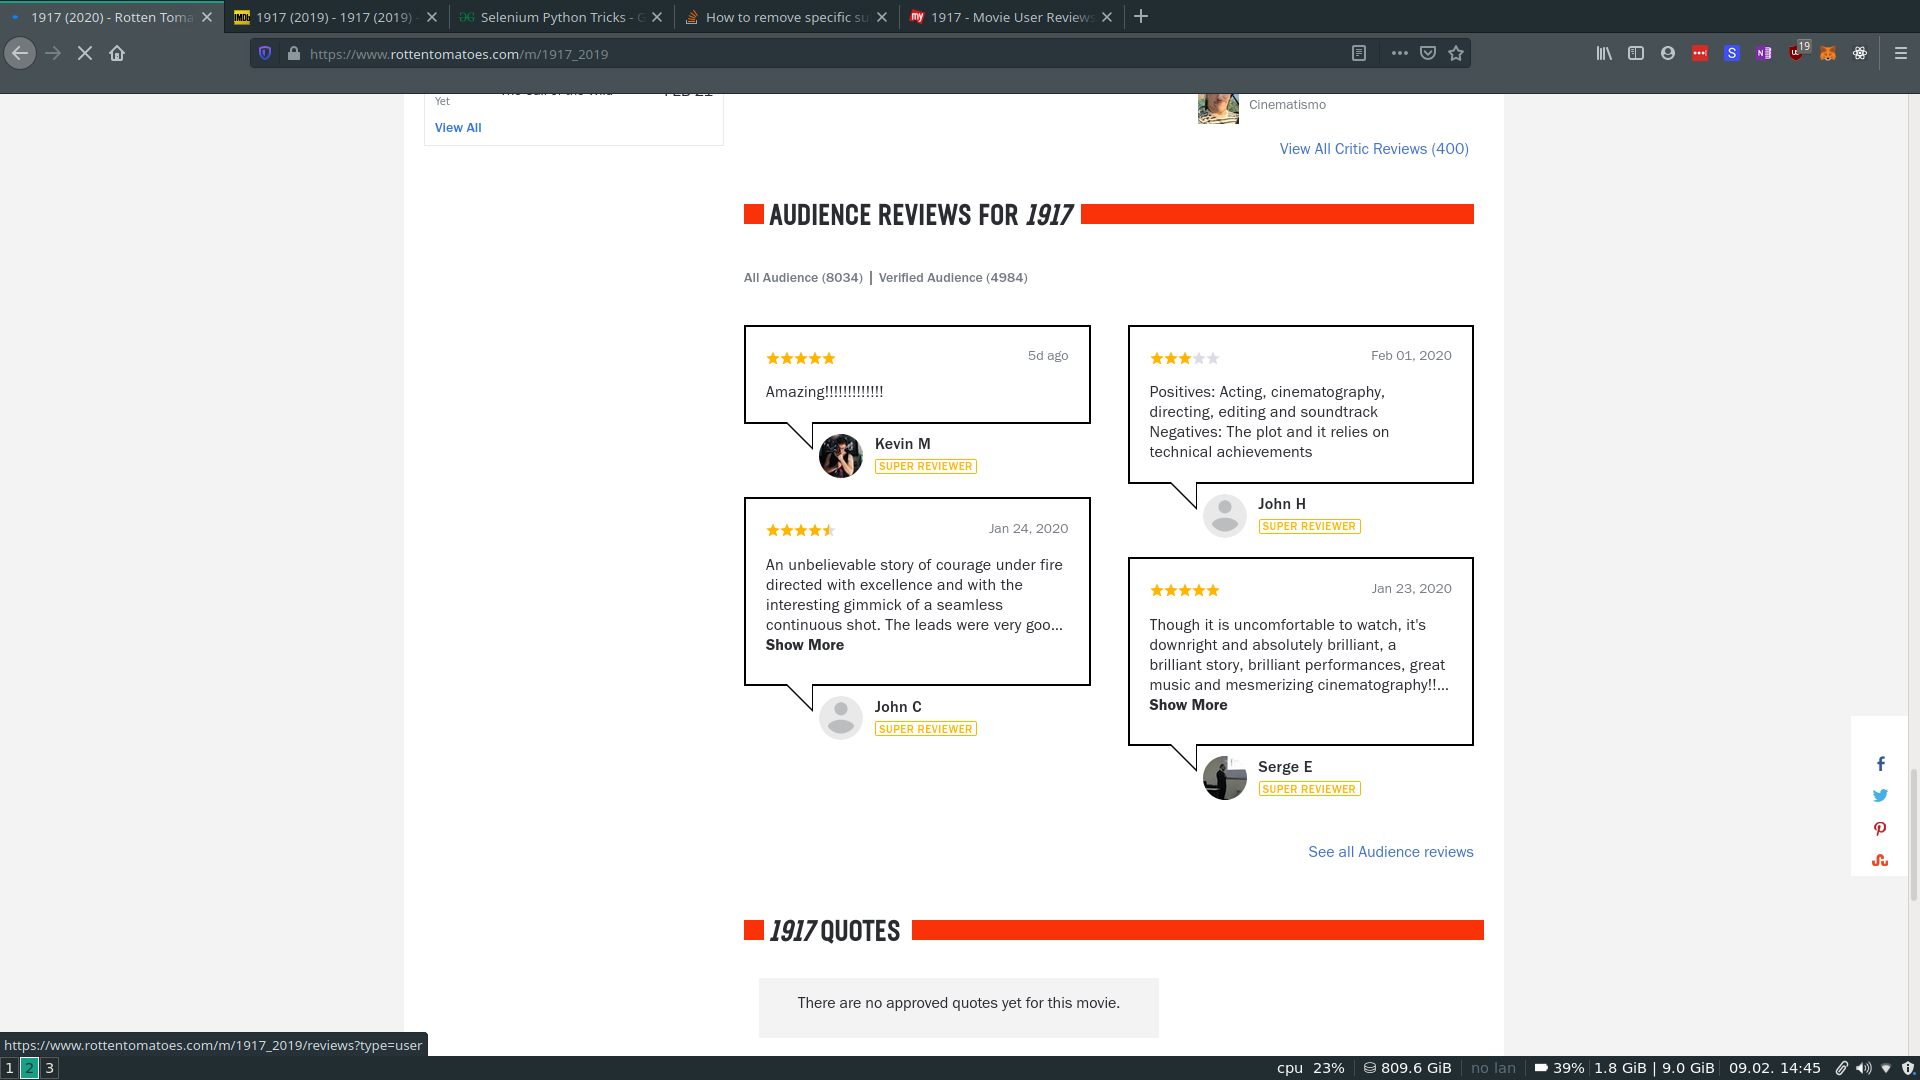 1917 (2020) - Rotten Toma
1917 (2019) - 1917 (2019) -
Selenium Python Tricks - G
How to remove specific su
1917 - Movie User Reviews
https://www.rottentomatoes.com/m/1917_2019
19
Yet
View All
Cinematismo
View All Critic Reviews (400)
AUDIENCE REVIEWS FOR 1917
All Audience (8034) | Verified Audience (4984)
5d ago
Amazing!!!!!!!!!!!!!
Kevin M
SUPER REVIEWER
Feb 01, 2020
Positives: Acting, cinematography,
directing, editing and soundtrack
Negatives: The plot and it relies on
technical achievements
John H
SUPER REVIEWER
Jan 24, 2020
An unbelievable story of courage under fire
directed with excellence and with the
interesting gimmick of a seamless
continuous shot. The leads were very goo...
Show More
John C
SUPER REVIEWER
Jan 23, 2020
Though it is uncomfortable to watch, it's
downright and absolutely brilliant, a
brilliant story, brilliant performances, great
music and mesmerizing cinematography!!...
Show More
Serge E
SUPER REVIEWER
See all Audience reviews
1917 QUOTES
There are no approved quotes yet for this movie.
https://www.rottentomatoes.com/m/1917_2019/reviews?type=user
1 2 3
cpu 23% 809.6 GiB no lan 39% 1.8 GiB | 9.0 GiB 09.02. 14:45